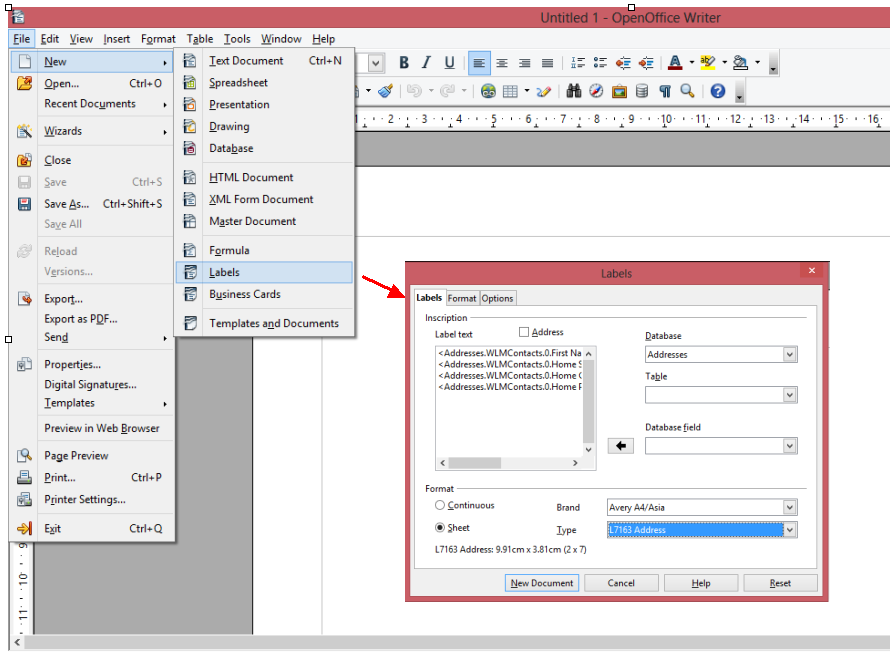 Untitled 1 - OpenOffice Writer
File Edit View Insert Format Table Tools Window Help
New
Open... Ctrl+O
Recent Documents
Wizards
Close
Save Ctrl+S
Save As... Ctrl+Shift+S
Save All
Reload
Versions...
Export...
Export as PDF...
Send
Properties...
Digital Signatures...
Templates
Preview in Web Browser
Page Preview
Print... Ctrl+P
Printer Settings...
Exit Ctrl+Q
Text Document Ctrl+N
Spreadsheet
Presentation
Drawing
Database
HTML Document
XML Form Document
Master Document
Formula
Labels
Business Cards
Templates and Documents
B I U
1 2 3 4 5 6 7 8 9 10 11 12 13 14 15 16
9
10
11
Labels
Labels Format Options
Inscription
Label text
Address
<Addresses.WLMContacts.0.First Na
<Addresses.WLMContacts.0.Home S
<Addresses.WLMContacts.0.Home C
<Addresses.WLMContacts.0.Home P
Database
Addresses
Table
Database field
Format
Continuous
Sheet
Brand
Avery A4/Asia
Type
L7163 Address
L7163 Address: 9.91cm x 3.81cm (2 x 7)
New Document Cancel Help Reset